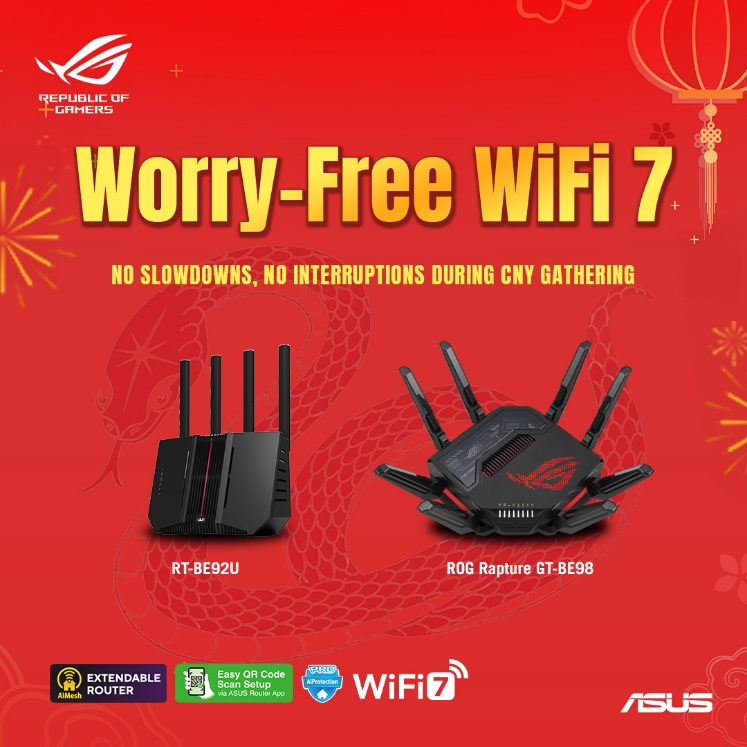 REPUBLIC OF
GAMERS
Worry-Free WiFi 7
NO SLOWDOWNS, NO INTERRUPTIONS DURING CNY GATHERING
RT-BE92U
ROG Rapture GT-BE98
AiMesh
EXTENDABLE
ROUTER
Easy QR Code
Scan Setup
via ASUS Router App
PRO
AiProtection
WiFi 7
ASUS